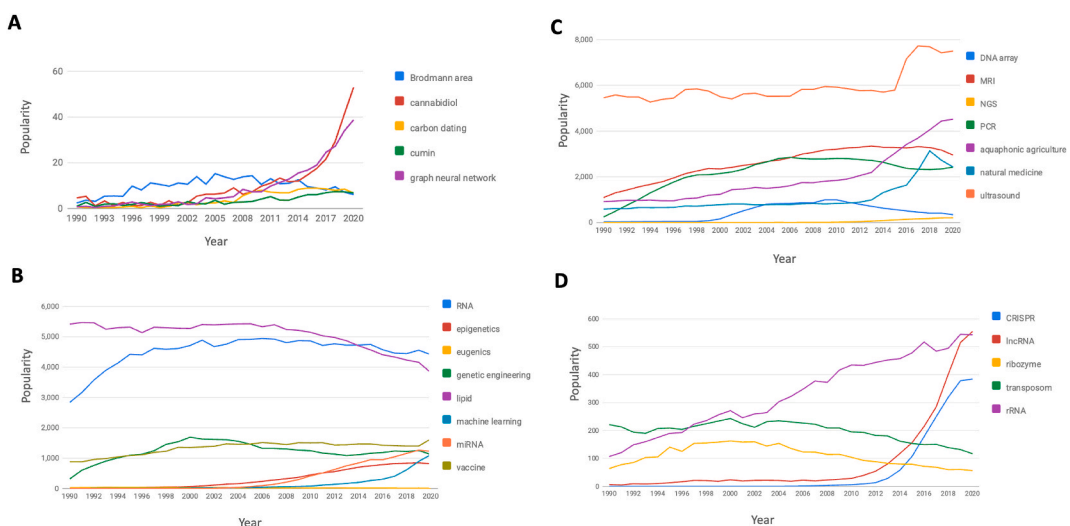 A
Popularity
60
40
20
0
1990 1993 1996 1999 2002 2005 2008 2011 2014 2017 2020
Year
Brodmann area
cannabidiol
carbon dating
cumin
graph neural network
C
Popularity
8,000
6,000
4,000
2,000
0
1990 1992 1994 1996 1998 2000 2002 2004 2006 2008 2010 2012 2014 2016 2018 2020
Year
DNA array
MRI
NGS
PCR
aquaphonic agriculture
natural medicine
ultrasound
B
Popularity
6,000
5,000
4,000
3,000
2,000
1,000
0
1990 1992 1994 1996 1998 2000 2002 2004 2006 2008 2010 2012 2014 2016 2018 2020
Year
RNA
epigenetics
eugenics
genetic engineering
lipid
machine learning
miRNA
vaccine
D
Popularity
600
500
400
300
200
100
0
1990 1992 1994 1996 1998 2000 2002 2004 2006 2008 2010 2012 2014 2016 2018 2020
Year
CRISPR
lncRNA
ribozyme
transposom
rRNA